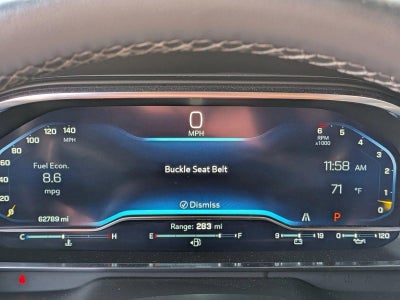 0
MPH
120 140
100
80
60
40
20
0
Fuel Econ.
8.6
mpg
62789 mi
Buckle Seat Belt
Dismiss
6 5
RPM
x1000
4
3
2
1
0
11:58 AM
71 °F
P
Range: 283 mi
C H
E F
9 19
0 120